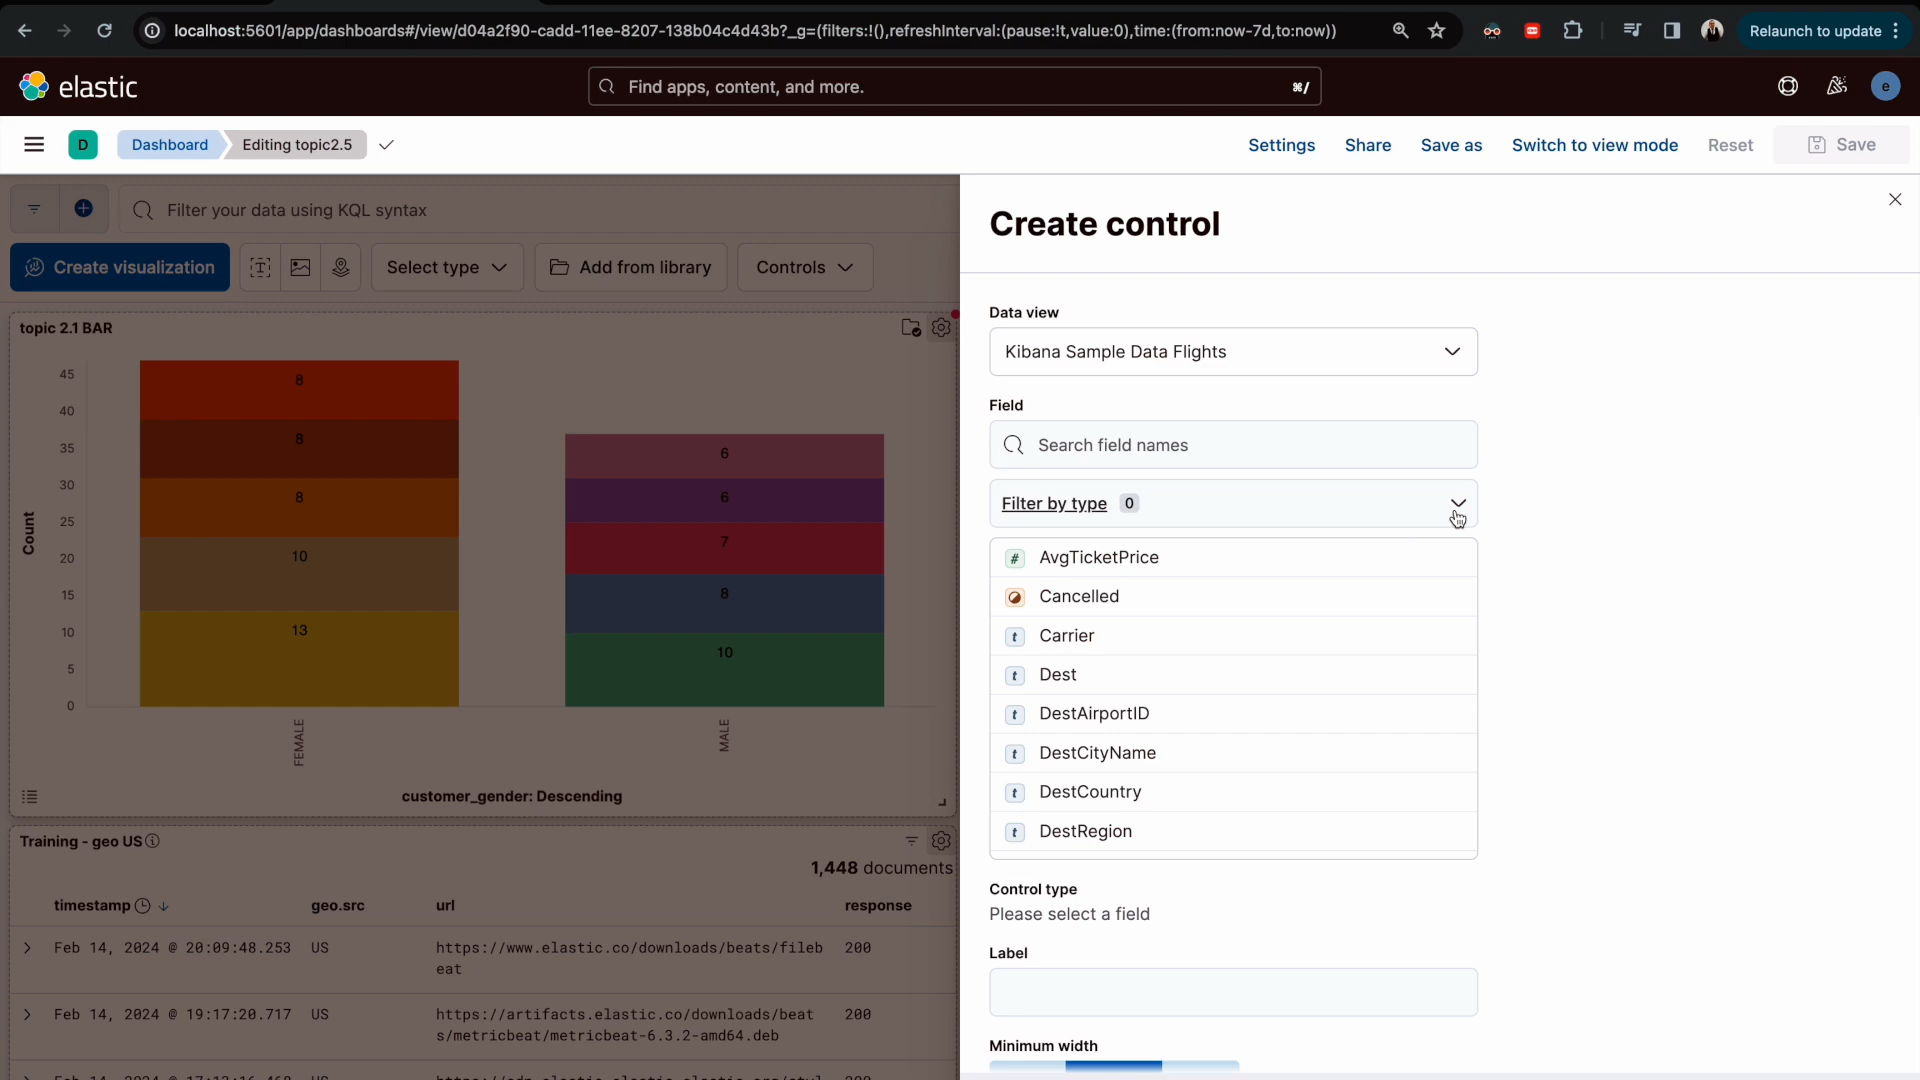 localhost:5601/app/dashboards#/view/d04a2f90-cadd-11ee-8207-138b04c4d43b?_g=(filters:!(),refreshInterval:(pause:!t,value:0),time:(from:now-7d,to:now))
Relaunch to update
elastic
Find apps, content, and more.
⌘/
e
D
Dashboard
Editing topic2.5
Settings
Share
Save as
Switch to view mode
Reset
Save
Filter your data using KQL syntax
Create visualization
Select type
Add from library
Controls
topic 2.1 BAR
45
40
35
30
25
20
15
10
5
0
Count
8
8
8
10
13
6
6
7
8
10
FEMALE
MALE
customer_gender: Descending
Training - geo US
1,448 documents
timestamp
geo.src
url
response
Feb 14, 2024 @ 20:09:48.253
US
https://www.elastic.co/downloads/beats/fileb
eat
200
Feb 14, 2024 @ 19:17:20.717
US
https://artifacts.elastic.co/downloads/beat
s/metricbeat/metricbeat-6.3.2-amd64.deb
200
Create control
Data view
Kibana Sample Data Flights
Field
Search field names
Filter by type 0
# AvgTicketPrice
Cancelled
t Carrier
t Dest
t DestAirportID
t DestCityName
t DestCountry
t DestRegion
Control type
Please select a field
Label
Minimum width